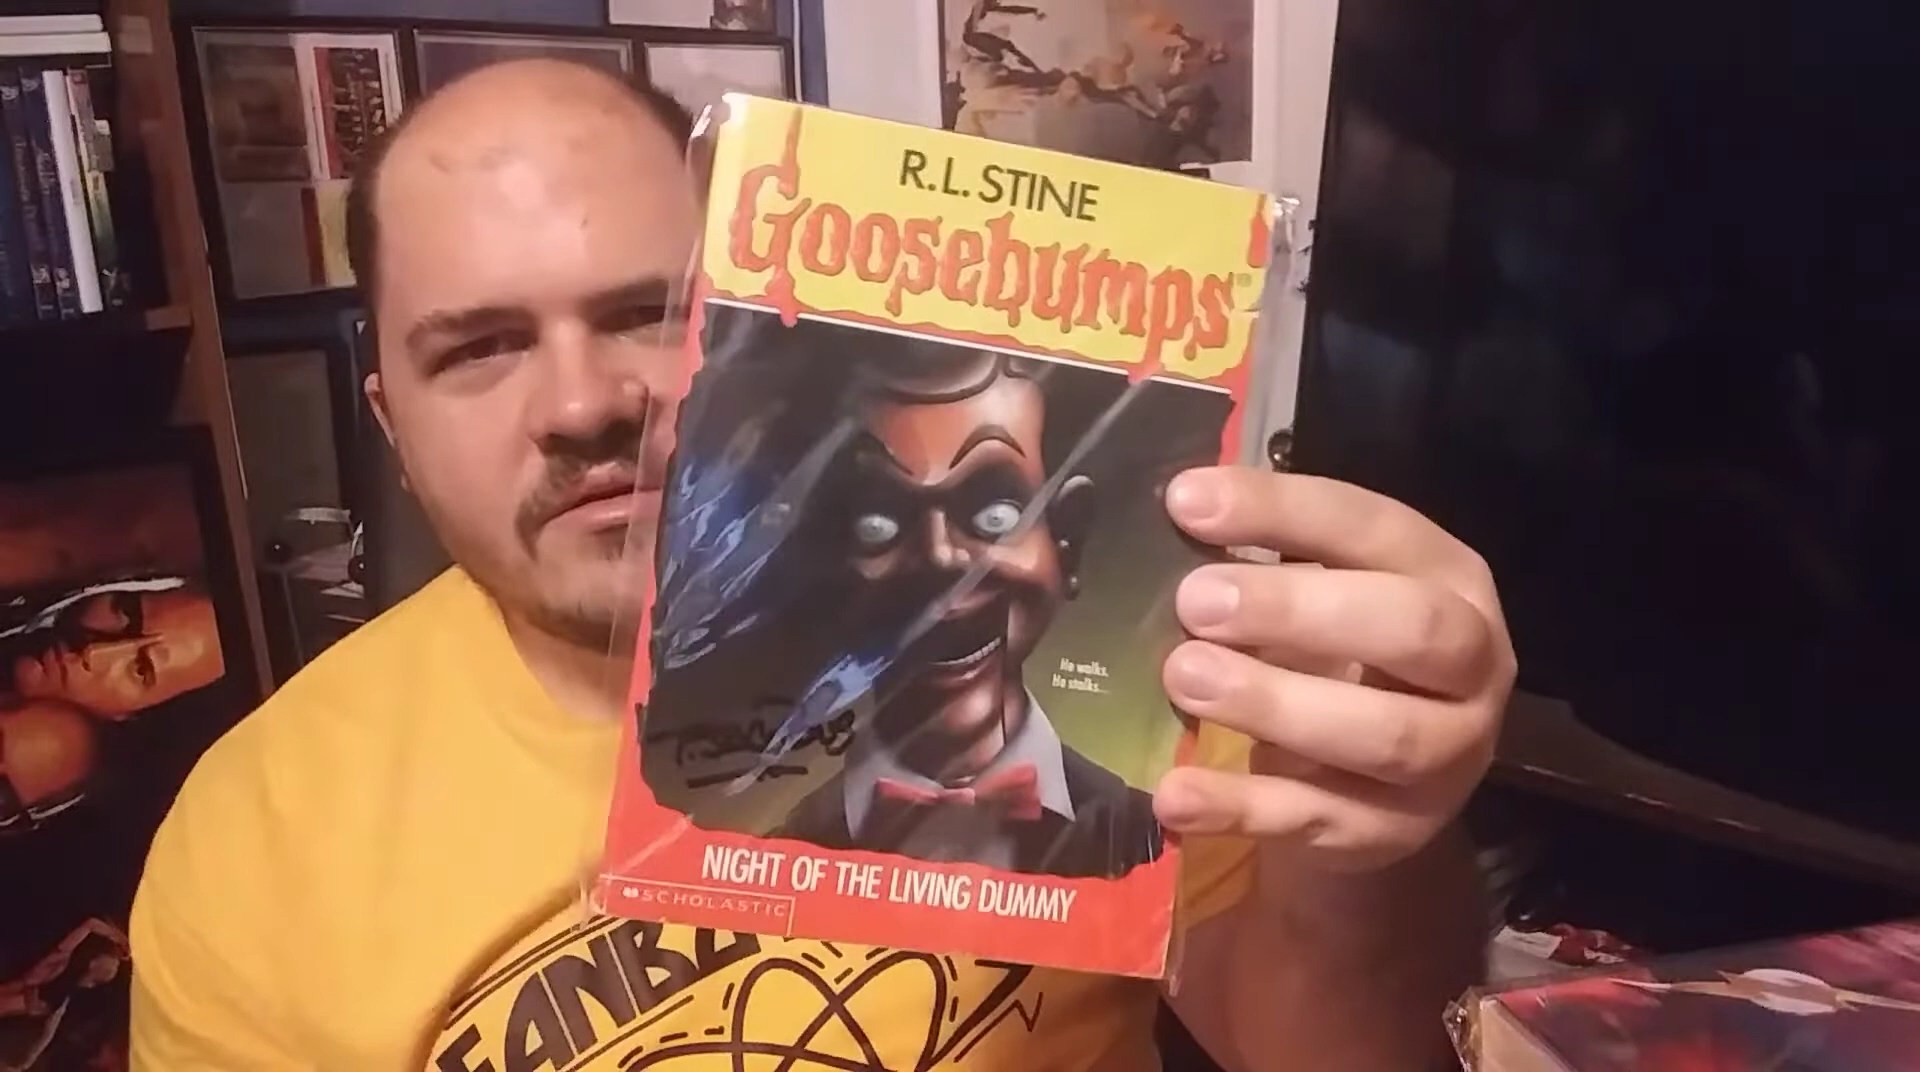 R.L. STINE
Goosebumps
He walks.
He stalks...
NIGHT OF THE LIVING DUMMY
SCHOLASTIC